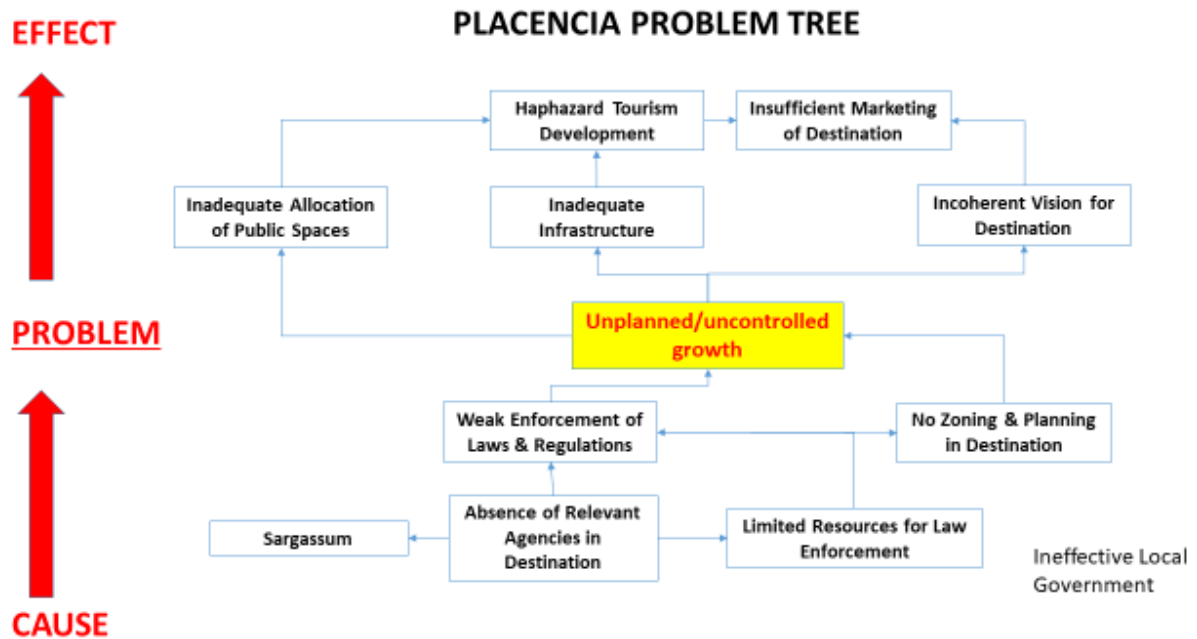 EFFECT
PLACENCIA PROBLEM TREE
Haphazard Tourism
Development
Insufficient Marketing
of Destination
Inadequate Allocation
of Public Spaces
Inadequate
Infrastructure
Incoherent Vision for
Destination
PROBLEM
Unplanned/uncontrolled
growth
Weak Enforcement of
Laws & Regulations
No Zoning & Planning
in Destination
Sargassum
Absence of Relevant
Agencies in
Destination
Limited Resources for Law
Enforcement
Ineffective Local
Government
CAUSE